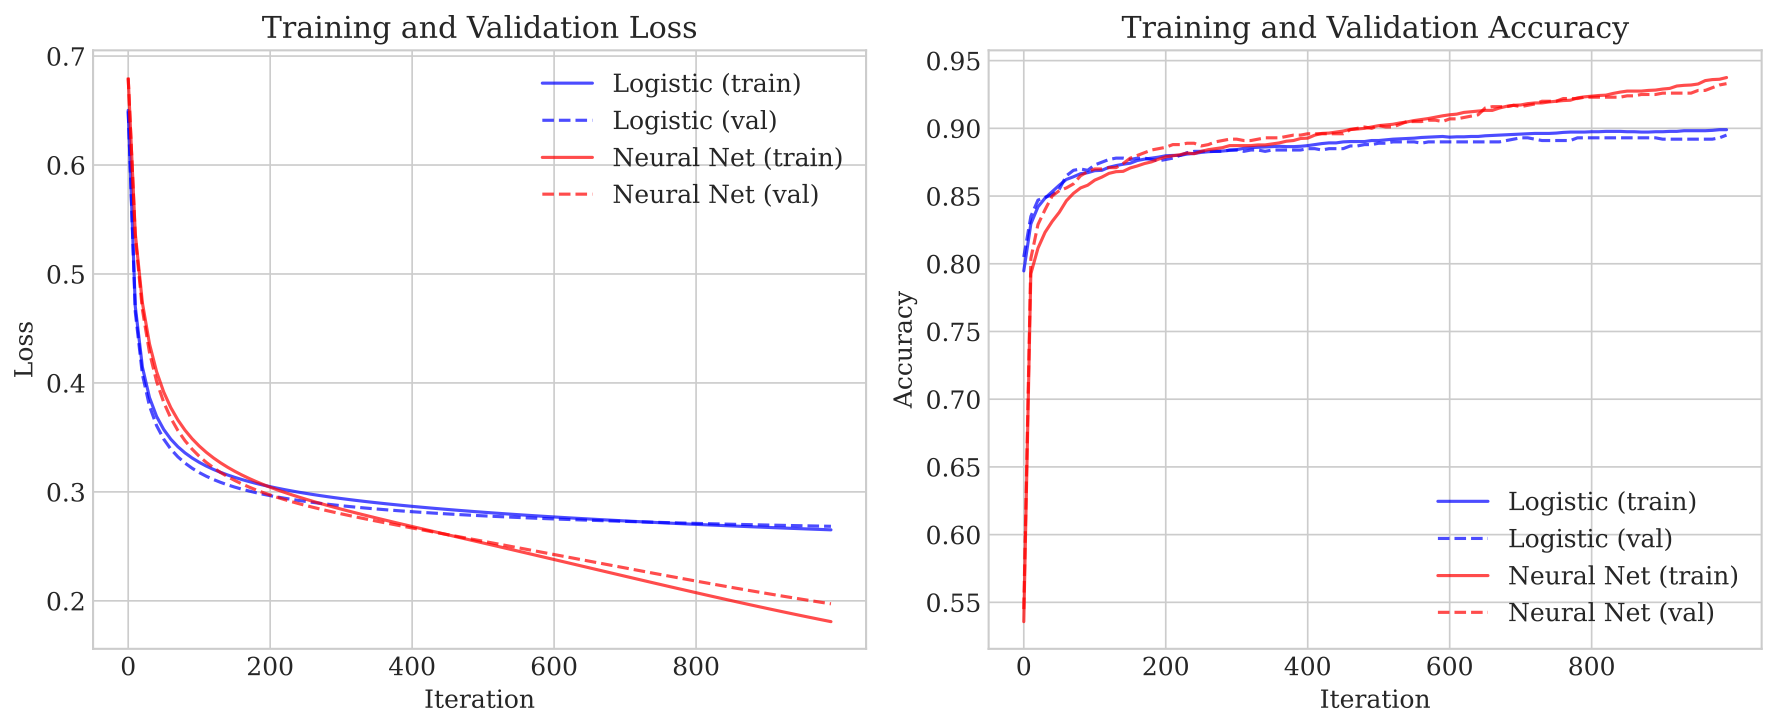 Training and Validation Loss
0.7
0.6
0.5
0.4
0.3
0.2
Loss
0
200
400
600
800
Iteration
Logistic (train)
Logistic (val)
Neural Net (train)
Neural Net (val)
Training and Validation Accuracy
0.95
0.90
0.85
0.80
0.75
0.70
0.65
0.60
0.55
Accuracy
0
200
400
600
800
Iteration
Logistic (train)
Logistic (val)
Neural Net (train)
Neural Net (val)